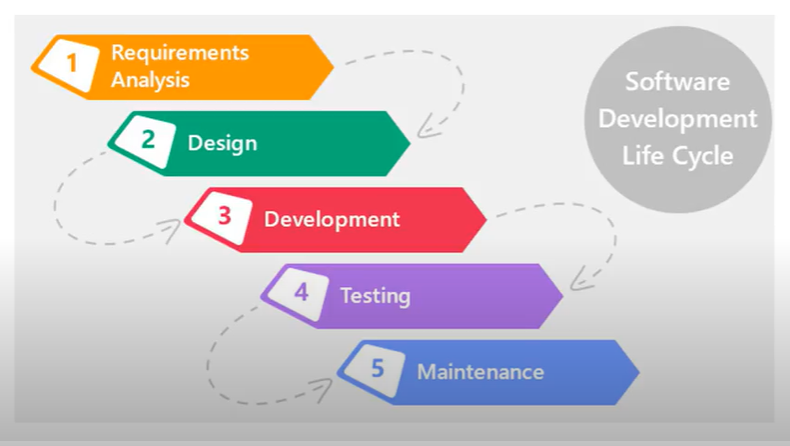 1
Requirements
Analysis
2
Design
3
Development
4
Testing
5
Maintenance
Software
Development
Life Cycle